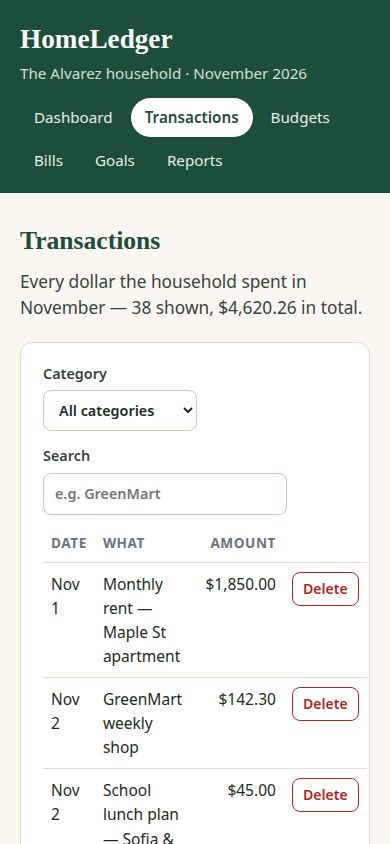 HomeLedger
The Alvarez household · November 2026
Dashboard Transactions Budgets
Bills Goals Reports
Transactions
Every dollar the household spent in
November — 38 shown, $4,620.26 in total.
Category
All categories
Search
e.g. GreenMart
DATE WHAT AMOUNT
Nov Monthly $1,850.00 Delete
1 rent —
Maple St
apartment
Nov GreenMart $142.30 Delete
2 weekly
shop
Nov School $45.00 Delete
2 lunch plan
— Sofia &